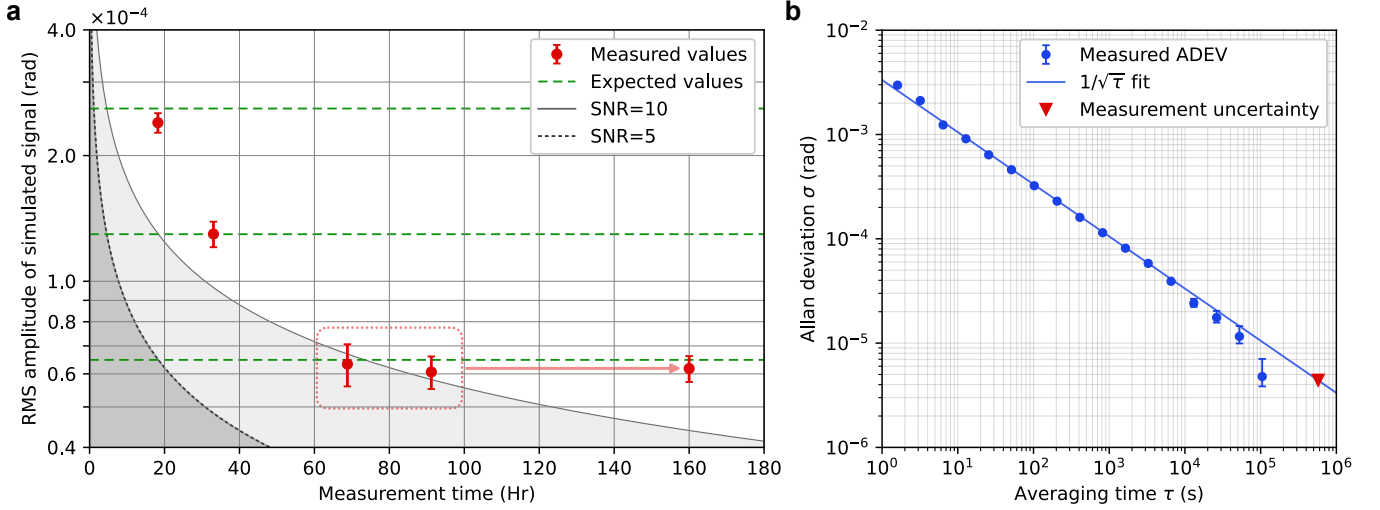 a
×10⁻⁴
RMS amplitude of simulated signal (rad)
4.0
2.0
1.0
0.8
0.6
0.4
0 20 40 60 80 100 120 140 160 180
Measurement time (Hr)
Measured values
Expected values
SNR=10
SNR=5
b
Allan deviation σ (rad)
10⁻²
10⁻³
10⁻⁴
10⁻⁵
10⁻⁶
10⁰ 10¹ 10² 10³ 10⁴ 10⁵ 10⁶
Averaging time τ (s)
Measured ADEV
1/√τ fit
Measurement uncertainty